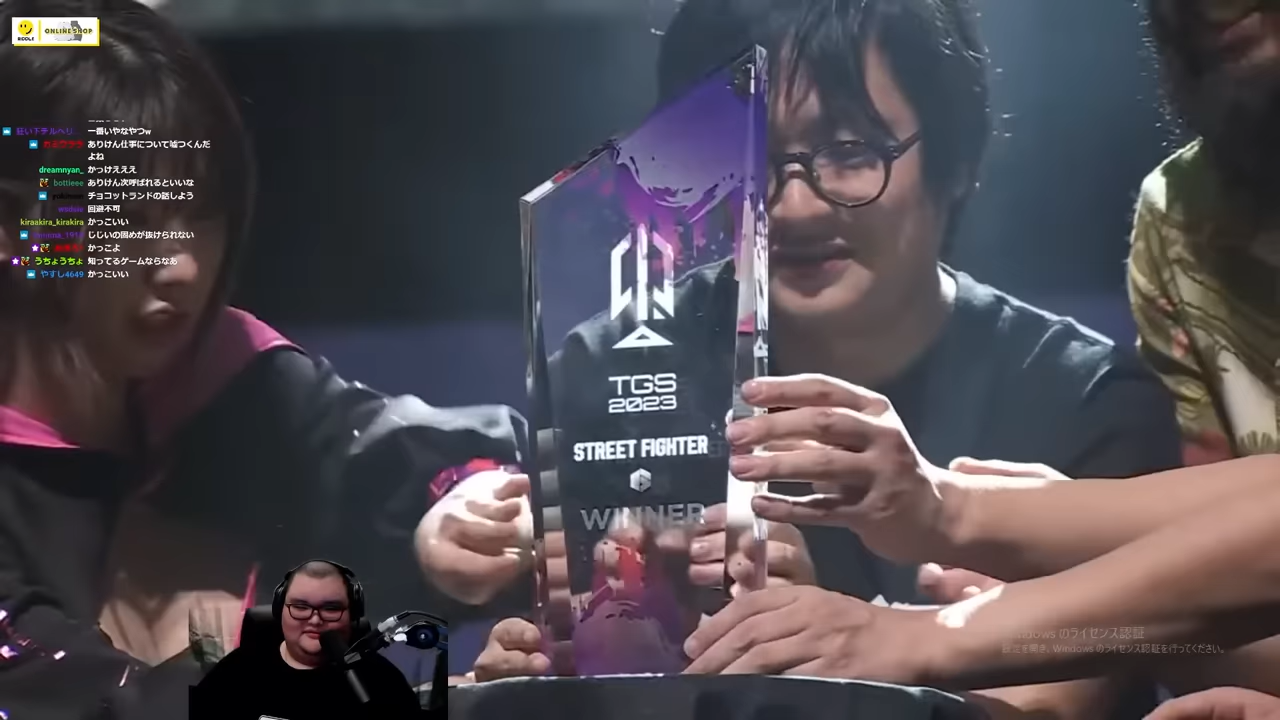 RIDDLE
ONLINE SHOP
一番いやなやつw
ありけん仕事について嘘つくんだ
よね
dreamnyan_ かっけえええ
bottleee ありけん次呼ばれるといいな
チョコットランドの話しよう
回避不可
kiraakira_kirakira かっこいい
じじいの固めが抜けられない
かっこよ
うちょうちょ 知ってるゲームならなあ
やすし4649 かっこいい
TGS
2023
STREET FIGHTER
6
WINNER
Windows のライセンス認証
設定を開き、Windows のライセンス認証を行ってください。